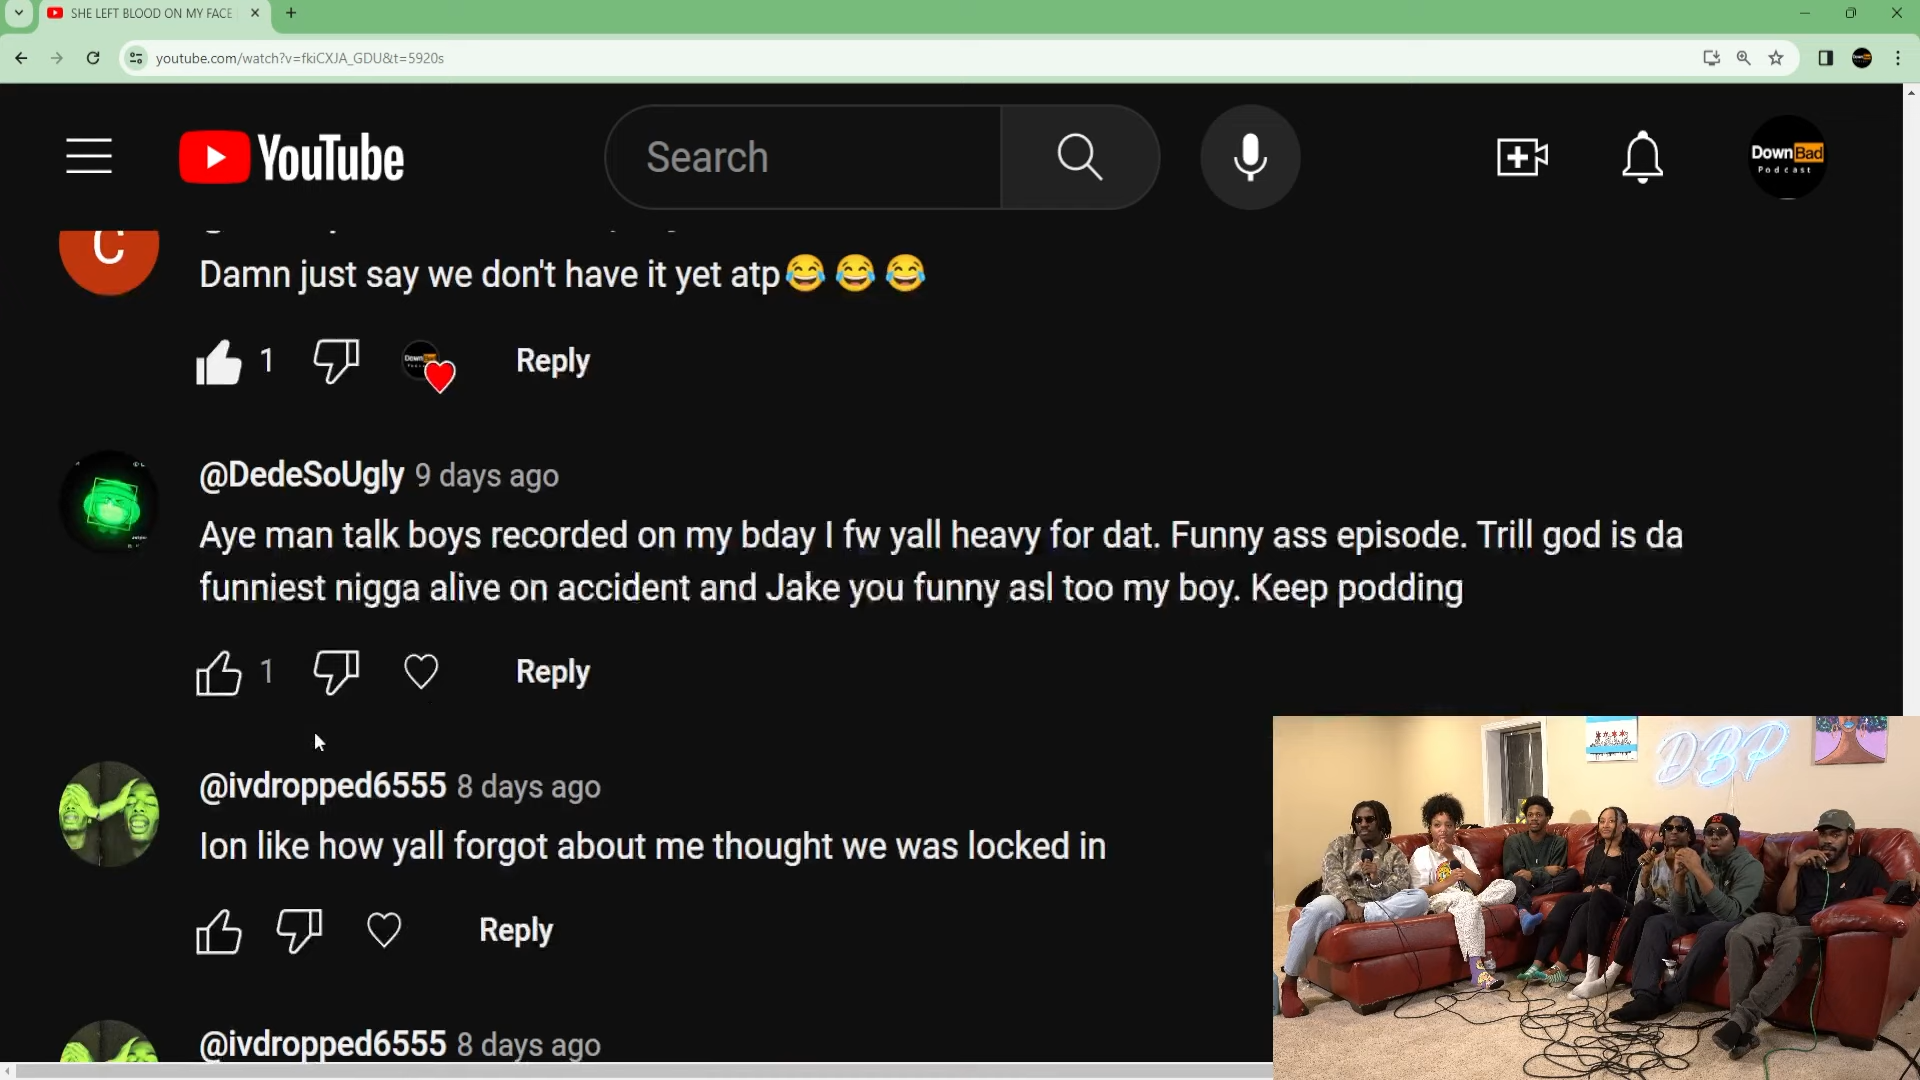 SHE LEFT BLOOD ON MY FACE
youtube.com/watch?v=fkiCXJA_GDU&t=5920s
YouTube
Search
DownBad
Podcast
C
Damn just say we don't have it yet atp😂😂😂
1
Reply
@DedeSoUgly 9 days ago
Aye man talk boys recorded on my bday I fw yall heavy for dat. Funny ass episode. Trill god is da
funniest nigga alive on accident and Jake you funny asl too my boy. Keep podding
1
Reply
DBP
@ivdropped6555 8 days ago
Ion like how yall forgot about me thought we was locked in
Reply
@ivdropped6555 8 days ago